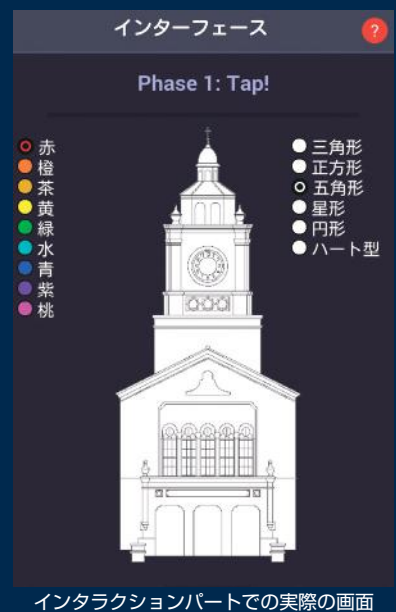 インターフェース
?
Phase 1: Tap!
赤
橙
茶
黄
緑
水
青
紫
桃
三角形
正方形
五角形
星形
円形
ハート型
インタラクションパートでの実際の画面